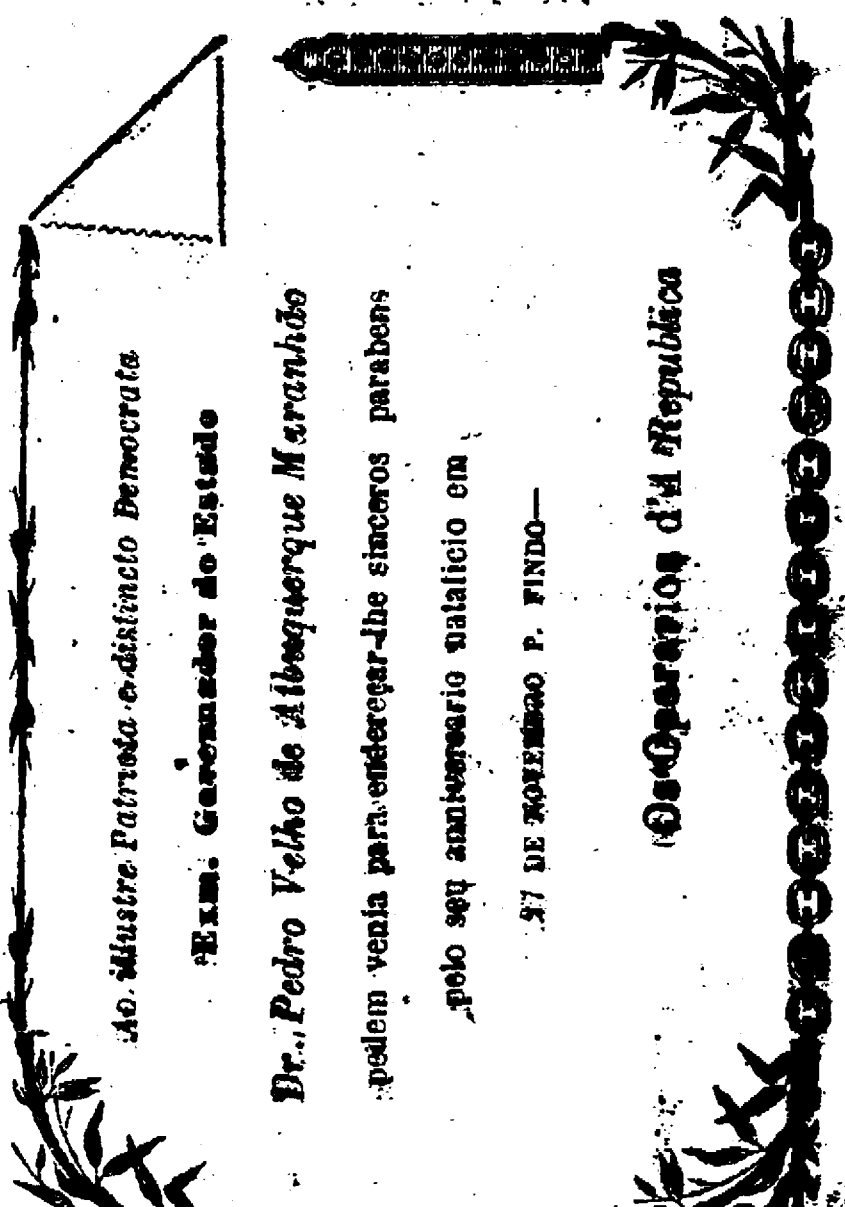 Ao Illustre Patriota e distincto Democrata
Exm. Governador do Estado
Dr. Pedro Velho de Albuquerque Maranhão
pedem venia para endereçar-lhe sinceros parabens
pelo seu anniversario natalicio em
27 DE NOVEMBRO P. FINDO—
Os Operarios d'A Republica